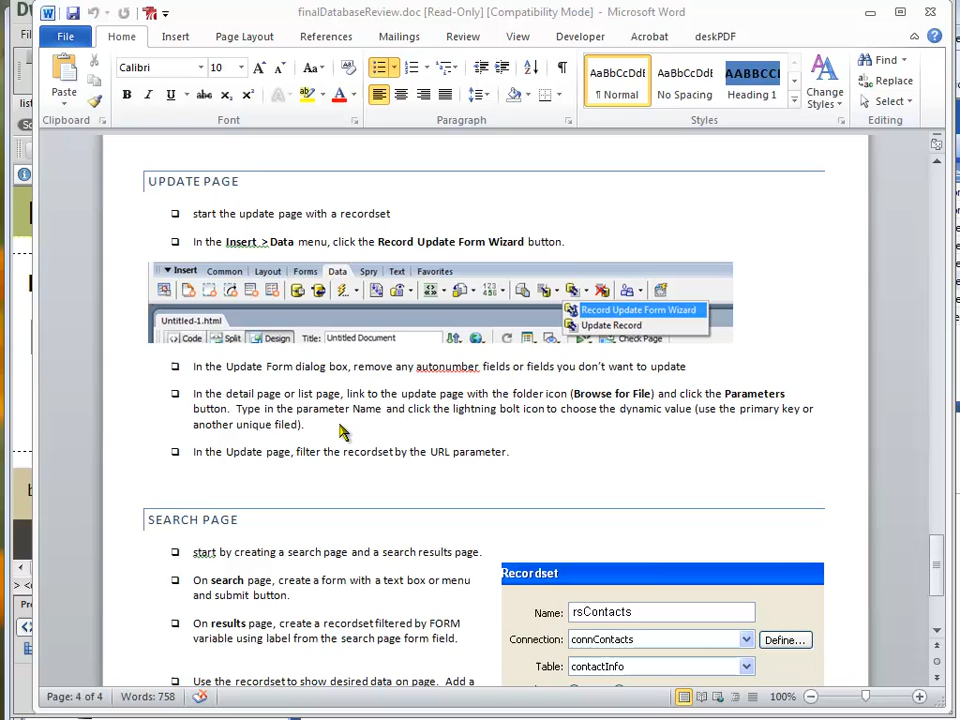 finalDatabaseReview.doc [Read-Only] [Compatibility Mode] - Microsoft Word
File Home Insert Page Layout References Mailings Review View Developer Acrobat deskPDF
Paste
Calibri 10
Aa
B I U abc X₂ X²
AaBbCcDdE AaBbCcDdE AABBCC
¶ Normal No Spacing Heading 1
Change Styles
Find
Replace
Select
Clipboard Font Paragraph Styles Editing
UPDATE PAGE
start the update page with a recordset
In the Insert > Data menu, click the Record Update Form Wizard button.
Insert Common Layout Forms Data Spry Text Favorites
Record Update Form Wizard
Untitled-1.html Update Record
Code Split Design Title: Untitled Document Check Page
In the Update Form dialog box, remove any autonumber fields or fields you don't want to update
In the detail page or list page, link to the update page with the folder icon (Browse for File) and click the Parameters
button. Type in the parameter Name and click the lightning bolt icon to choose the dynamic value (use the primary key or
another unique filed).
In the Update page, filter the recordset by the URL parameter.
SEARCH PAGE
start by creating a search page and a search results page.
On search page, create a form with a text box or menu
and submit button.
On results page, create a recordset filtered by FORM
variable using label from the search page form field.
Use the recordset to show desired data on page. Add a
Recordset
Name: rsContacts
Connection: connContacts Define...
Table: contactInfo
Page: 4 of 4 Words: 758 100%